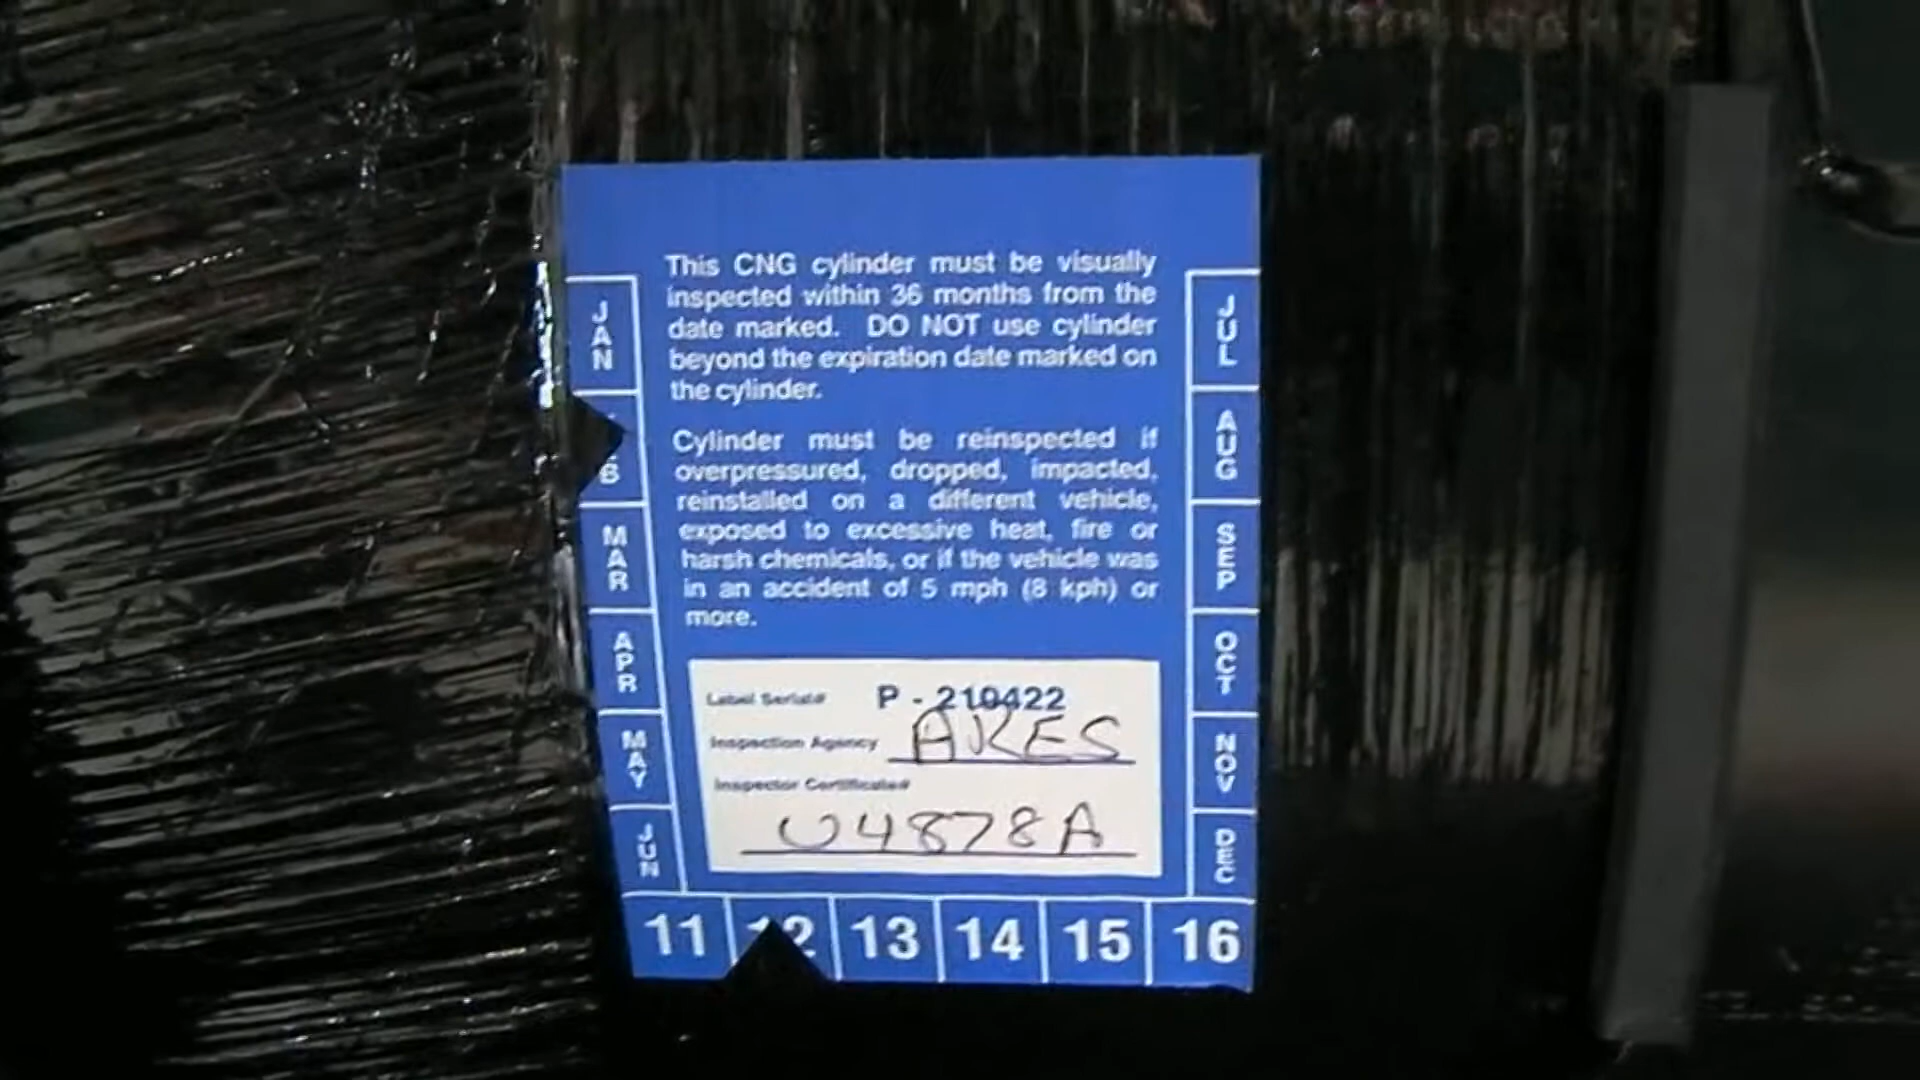 This CNG cylinder must be visually
inspected within 36 months from the
date marked. DO NOT use cylinder
beyond the expiration date marked on
the cylinder.
Cylinder must be reinspected if
overpressured, dropped, impacted,
reinstalled on a different vehicle,
exposed to excessive heat, fire or
harsh chemicals, or if the vehicle was
in an accident of 5 mph (8 kph) or
more.
JAN
MAR
APR
MAY
JUN
JUL
AUG
SEP
OCT
NOV
DEC
Label Serial# P - 210422
Inspection Agency AKES
Inspector Certificate#
U4878A
11 12 13 14 15 16